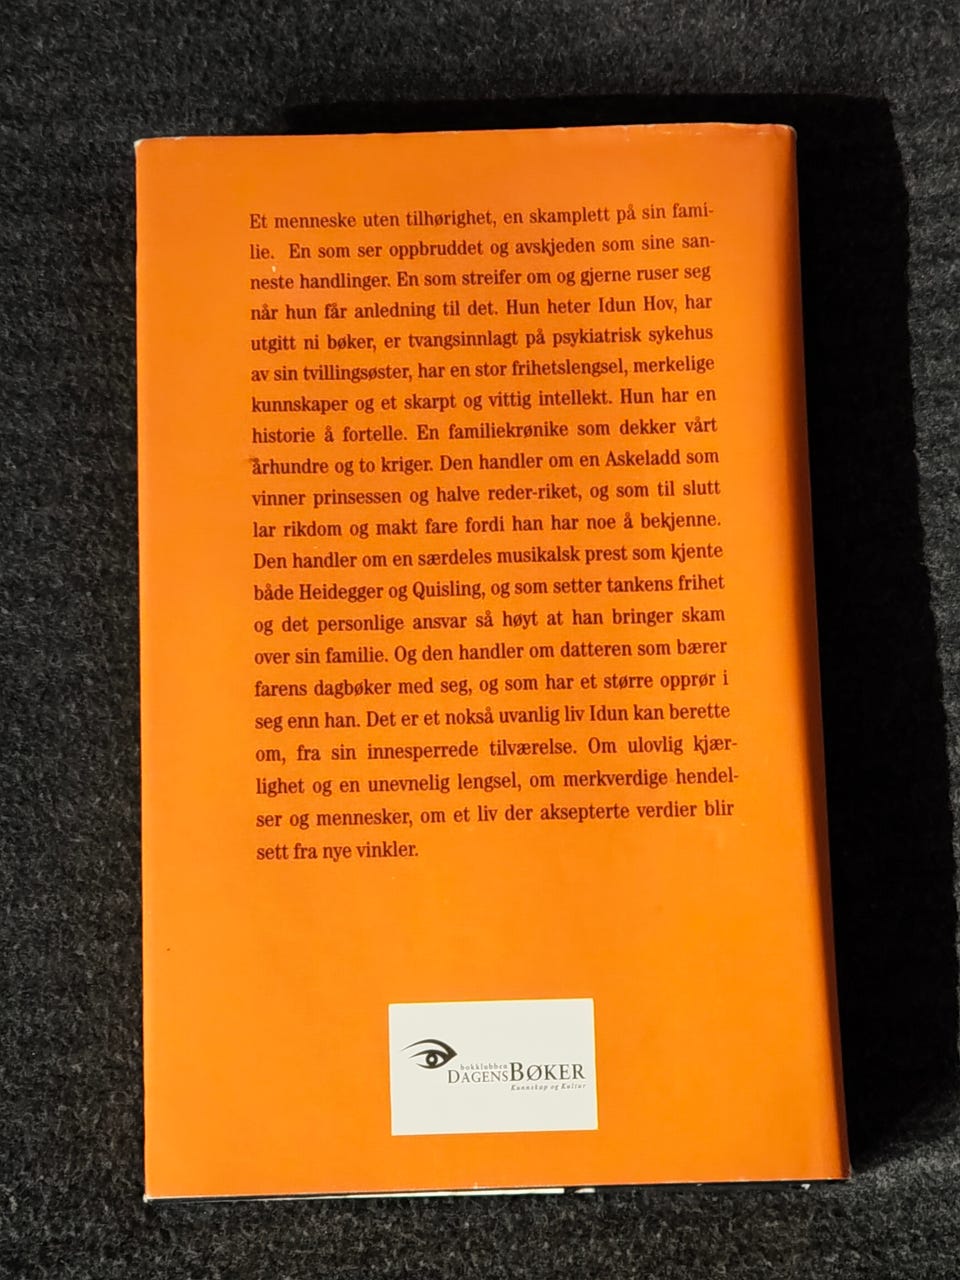 Et menneske uten tilhørighet, en skamplett på sin fami-
lie. En som ser oppbruddet og avskjeden som sine san-
neste handlinger. En som streifer om og gjerne ruser seg
når hun får anledning til det. Hun heter Idun Hov, har
utgitt ni bøker, er tvangsinnlagt på psykiatrisk sykehus
av sin tvillingsøster, har en stor frihetslengsel, merkelige
kunnskaper og et skarpt og vittig intellekt. Hun har en
historie å fortelle. En familiekrønike som dekker vårt
århundre og to kriger. Den handler om en Askeladd som
vinner prinsessen og halve reder-riket, og som til slutt
lar rikdom og makt fare fordi han har noe å bekjenne.
Den handler om en særdeles musikalsk prest som kjente
både Heidegger og Quisling, og som setter tankens frihet
og det personlige ansvar så høyt at han bringer skam
over sin familie. Og den handler om datteren som bærer
farens dagbøker med seg, og som har et større opprør i
seg enn han. Det er et nokså uvanlig liv Idun kan berette
om, fra sin innesperrede tilværelse. Om ulovlig kjær-
lighet og en unevnelig lengsel, om merkverdige hendel-
ser og mennesker, om et liv der aksepterte verdier blir
sett fra nye vinkler.
bokklubben
DAGENSBØKER
Kunnskap og Kultur